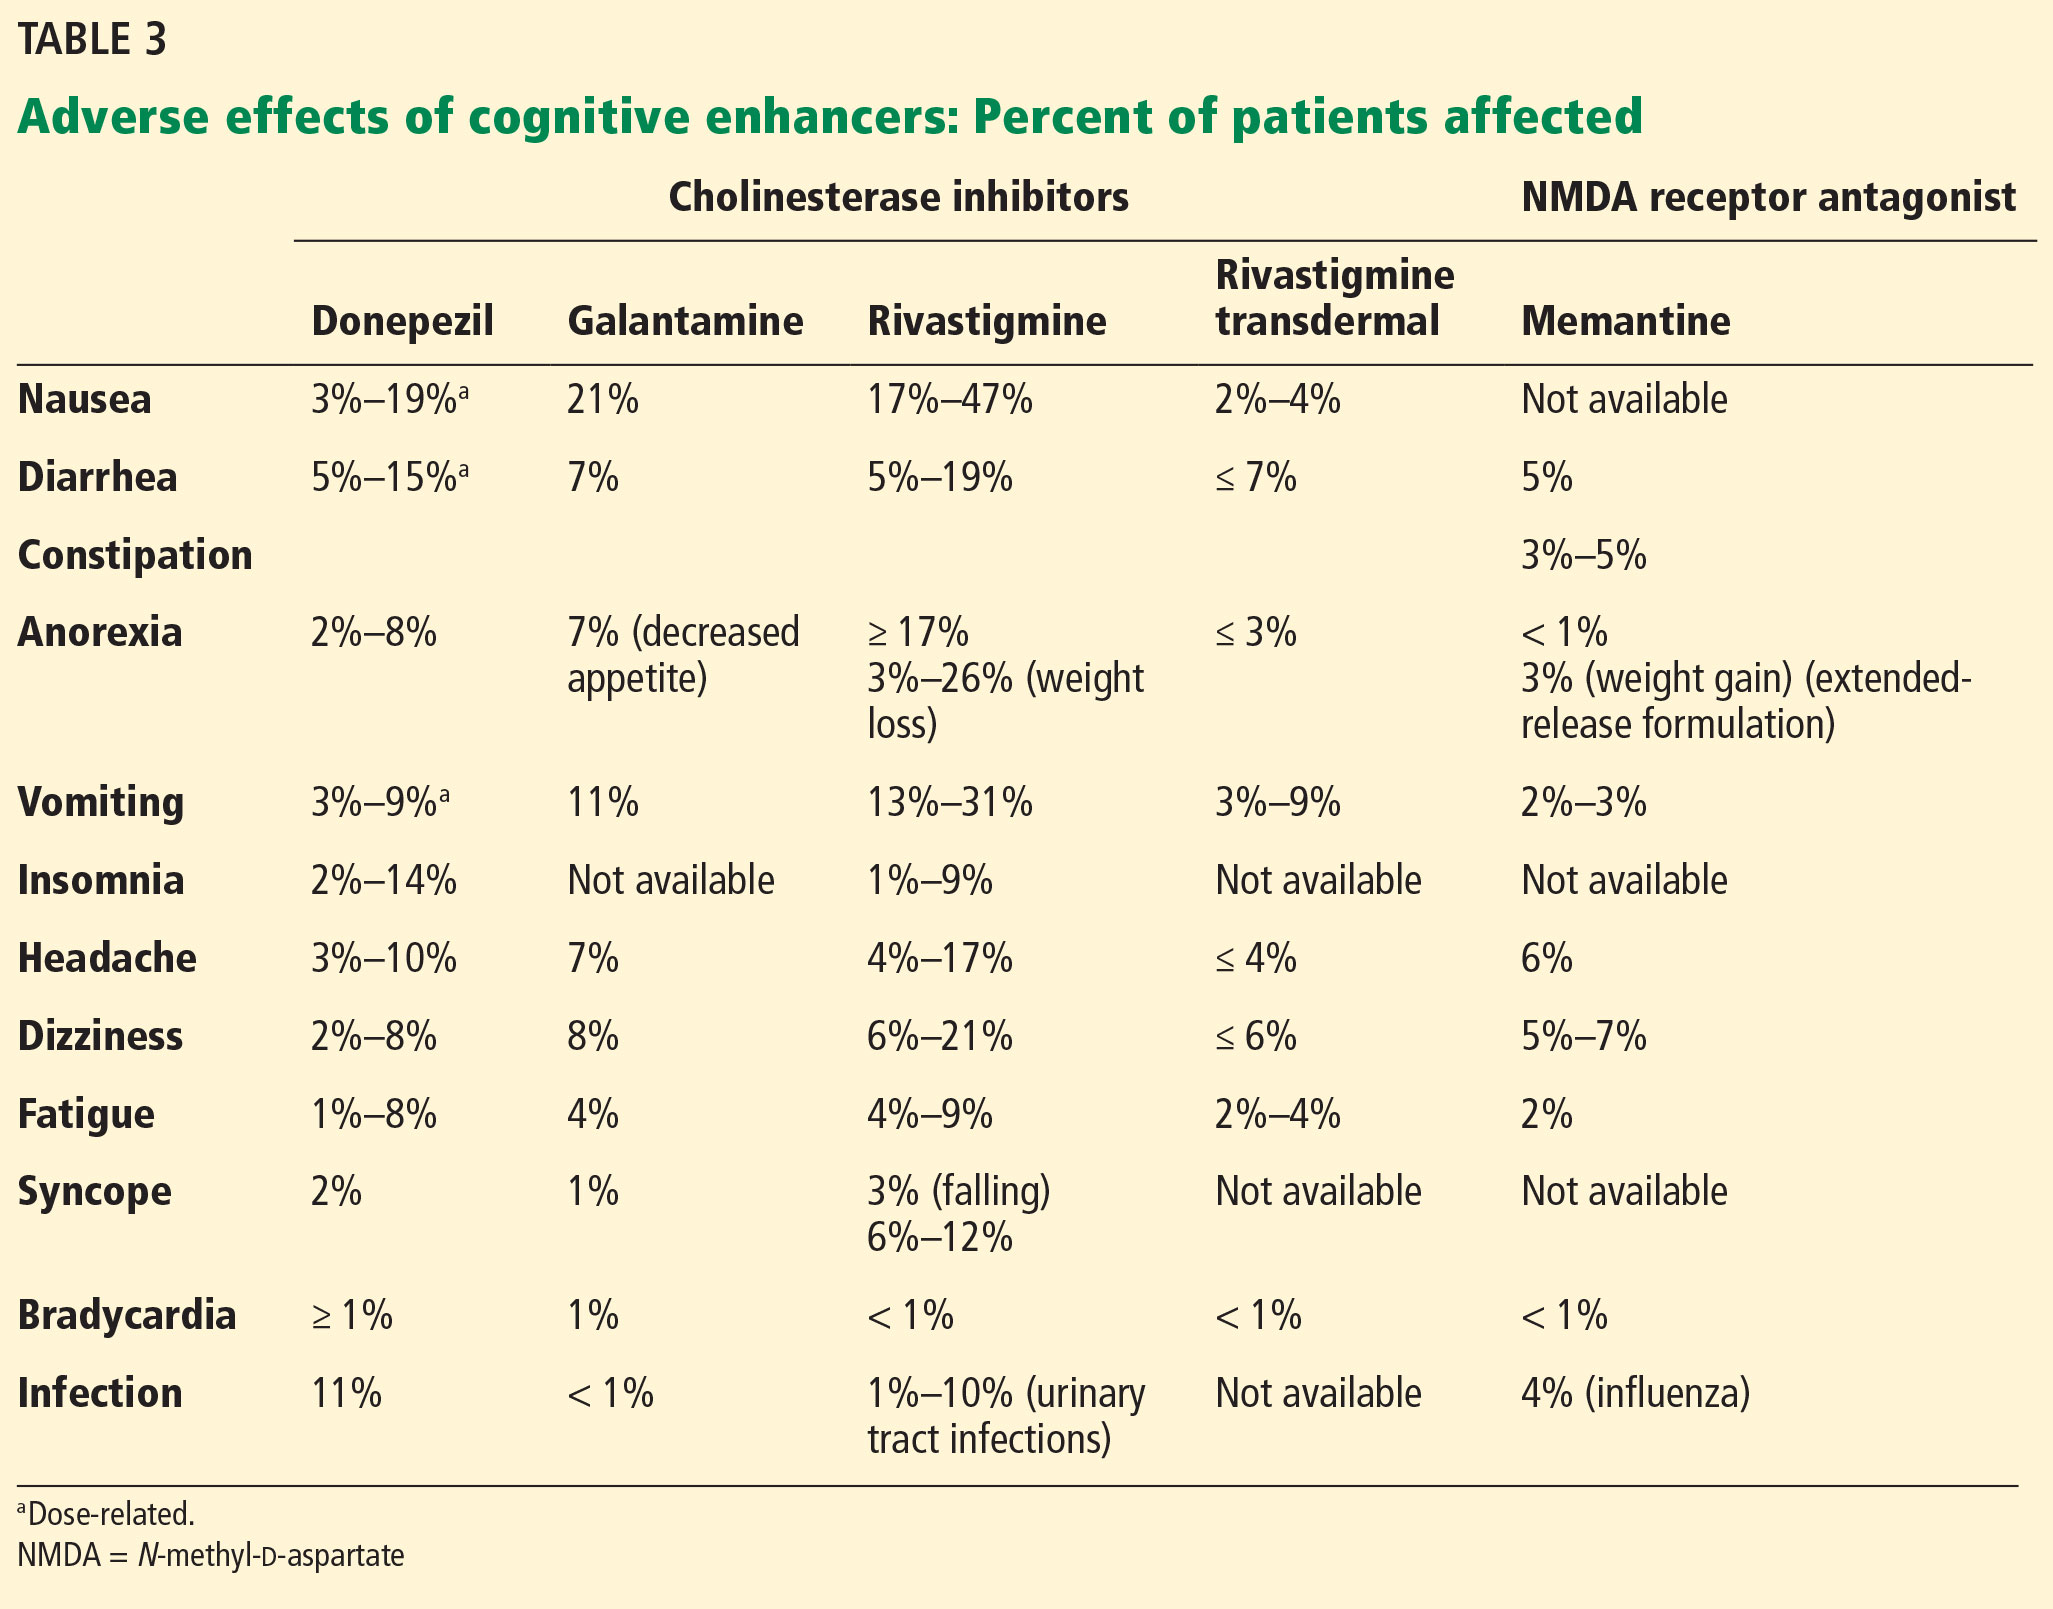 TABLE 3
Adverse effects of cognitive enhancers: Percent of patients affected
Cholinesterase inhibitors NMDA receptor antagonist
Rivastigmine
Donepezil Galantamine Rivastigmine transdermal Memantine
Nausea 3%–19%ᵃ 21% 17%–47% 2%–4% Not available
Diarrhea 5%–15%ᵃ 7% 5%–19% ≤ 7% 5%
Constipation 3%–5%
Anorexia 2%–8% 7% (decreased ≥ 17% ≤ 3% < 1%
appetite) 3%–26% (weight 3% (weight gain) (extended-
loss) release formulation)
Vomiting 3%–9%ᵃ 11% 13%–31% 3%–9% 2%–3%
Insomnia 2%–14% Not available 1%–9% Not available Not available
Headache 3%–10% 7% 4%–17% ≤ 4% 6%
Dizziness 2%–8% 8% 6%–21% ≤ 6% 5%–7%
Fatigue 1%–8% 4% 4%–9% 2%–4% 2%
Syncope 2% 1% 3% (falling) Not available Not available
6%–12%
Bradycardia ≥ 1% 1% < 1% < 1% < 1%
Infection 11% < 1% 1%–10% (urinary Not available 4% (influenza)
tract infections)
ᵃ Dose-related.
NMDA = N-methyl-D-aspartate